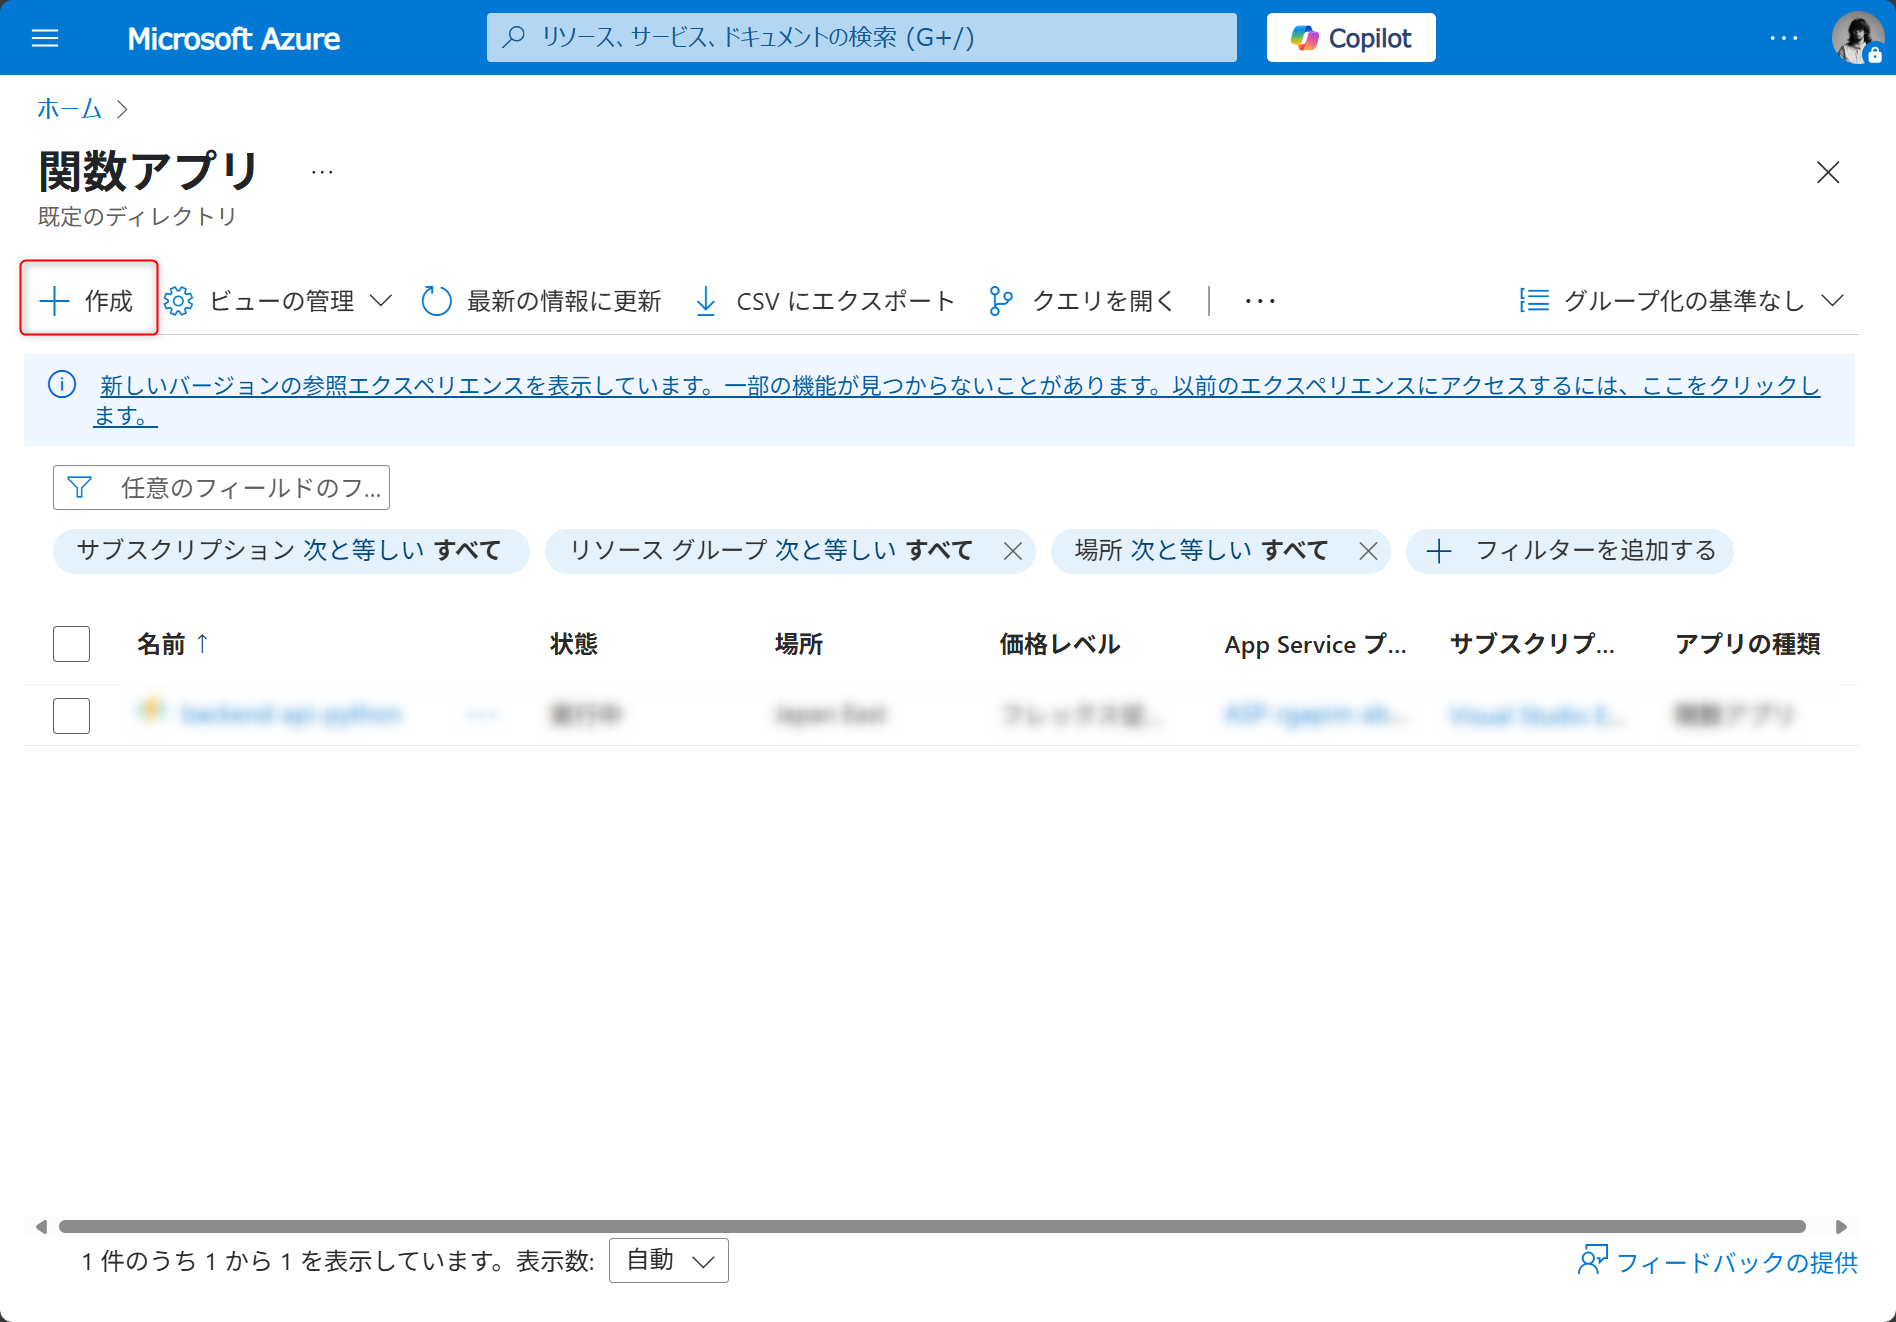 Microsoft Azure
リソース、サービス、ドキュメントの検索 (G+/)
Copilot
ホーム
関数アプリ
既定のディレクトリ
作成
ビューの管理
最新の情報に更新
CSV にエクスポート
クエリを開く
グループ化の基準なし
新しいバージョンの参照エクスペリエンスを表示しています。一部の機能が見つからないことがあります。以前のエクスペリエンスにアクセスするには、ここをクリックし
ます。
任意のフィールドのフ...
サブスクリプション 次と等しい すべて
リソース グループ 次と等しい すべて
場所 次と等しい すべて
フィルターを追加する
名前 ↑
状態
場所
価格レベル
App Service プ...
サブスクリプ...
アプリの種類
backend-api-python
実行中
Japan East
関数アプリ
1 件のうち 1 から 1 を表示しています。表示数:
自動
フィードバックの提供